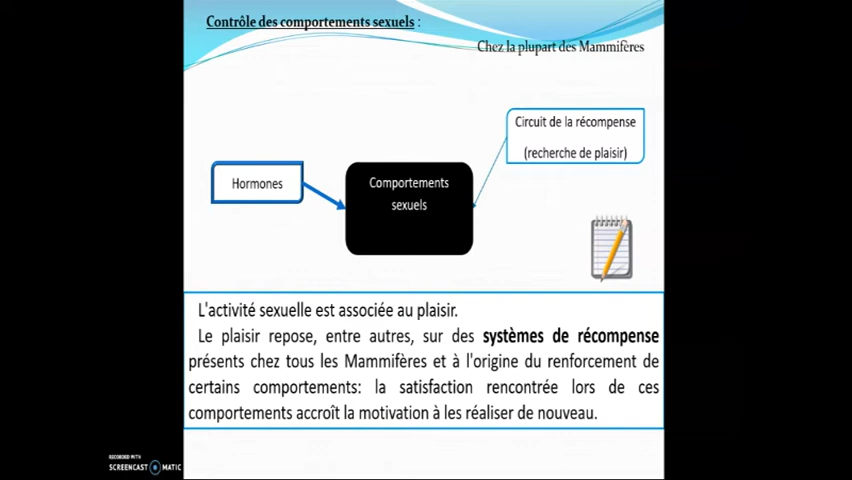 Contrôle des comportements sexuels :
Chez la plupart des Mammifères
Circuit de la récompense
(recherche de plaisir)
Hormones
Comportements
sexuels
L'activité sexuelle est associée au plaisir.
Le plaisir repose, entre autres, sur des systèmes de récompense
présents chez tous les Mammifères et à l'origine du renforcement de
certains comportements: la satisfaction rencontrée lors de ces
comportements accroît la motivation à les réaliser de nouveau.
RECORDED WITH
SCREENCAST MATIC